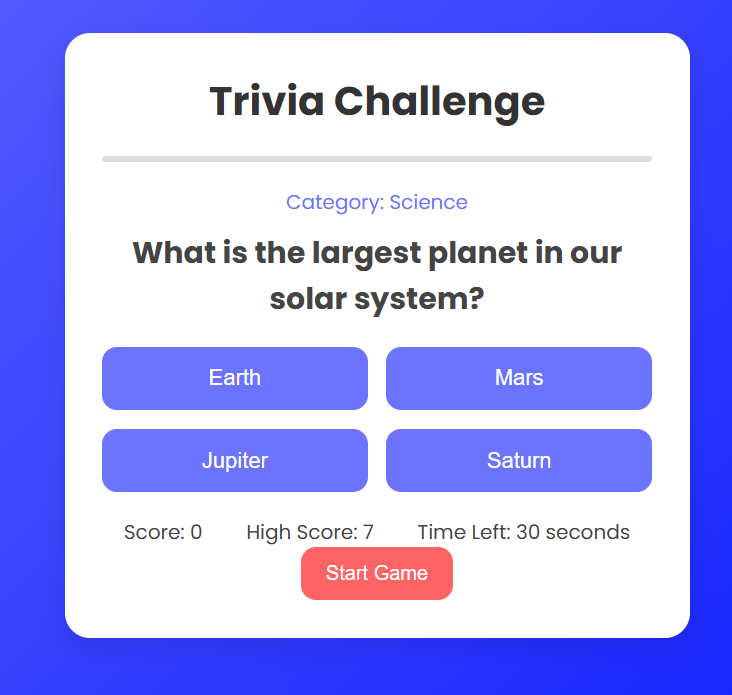 Trivia Challenge
Category: Science
What is the largest planet in our
solar system?
Earth
Mars
Jupiter
Saturn
Score: 0
High Score: 7
Time Left: 30 seconds
Start Game